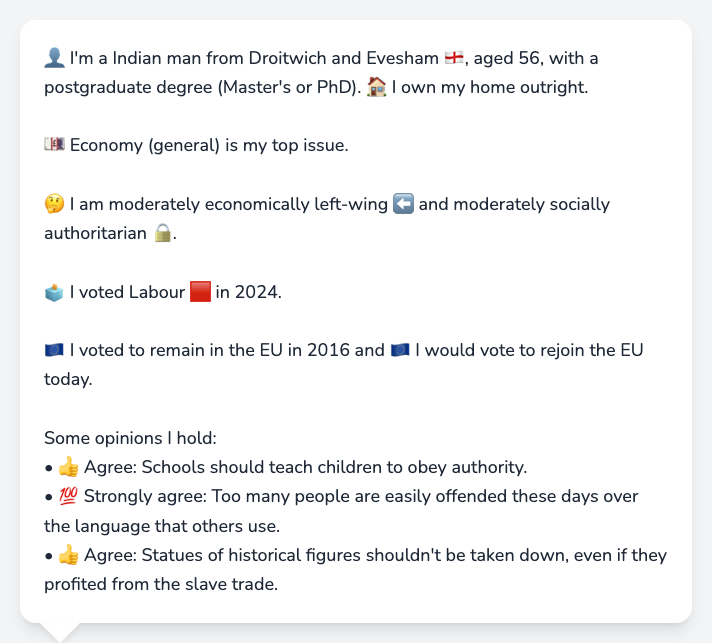 👤 I'm a Indian man from Droitwich and Evesham 🏴󠁧󠁢󠁥󠁮󠁧󠁿, aged 56, with a
postgraduate degree (Master's or PhD). 🏠 I own my home outright.
💷 Economy (general) is my top issue.
🤔 I am moderately economically left-wing ⬅️ and moderately socially
authoritarian 🔒.
🗳️ I voted Labour 🟥 in 2024.
🇪🇺 I voted to remain in the EU in 2016 and 🇪🇺 I would vote to rejoin the EU
today.
Some opinions I hold:
• 👍 Agree: Schools should teach children to obey authority.
• 💯 Strongly agree: Too many people are easily offended these days over
the language that others use.
• 👍 Agree: Statues of historical figures shouldn't be taken down, even if they
profited from the slave trade.